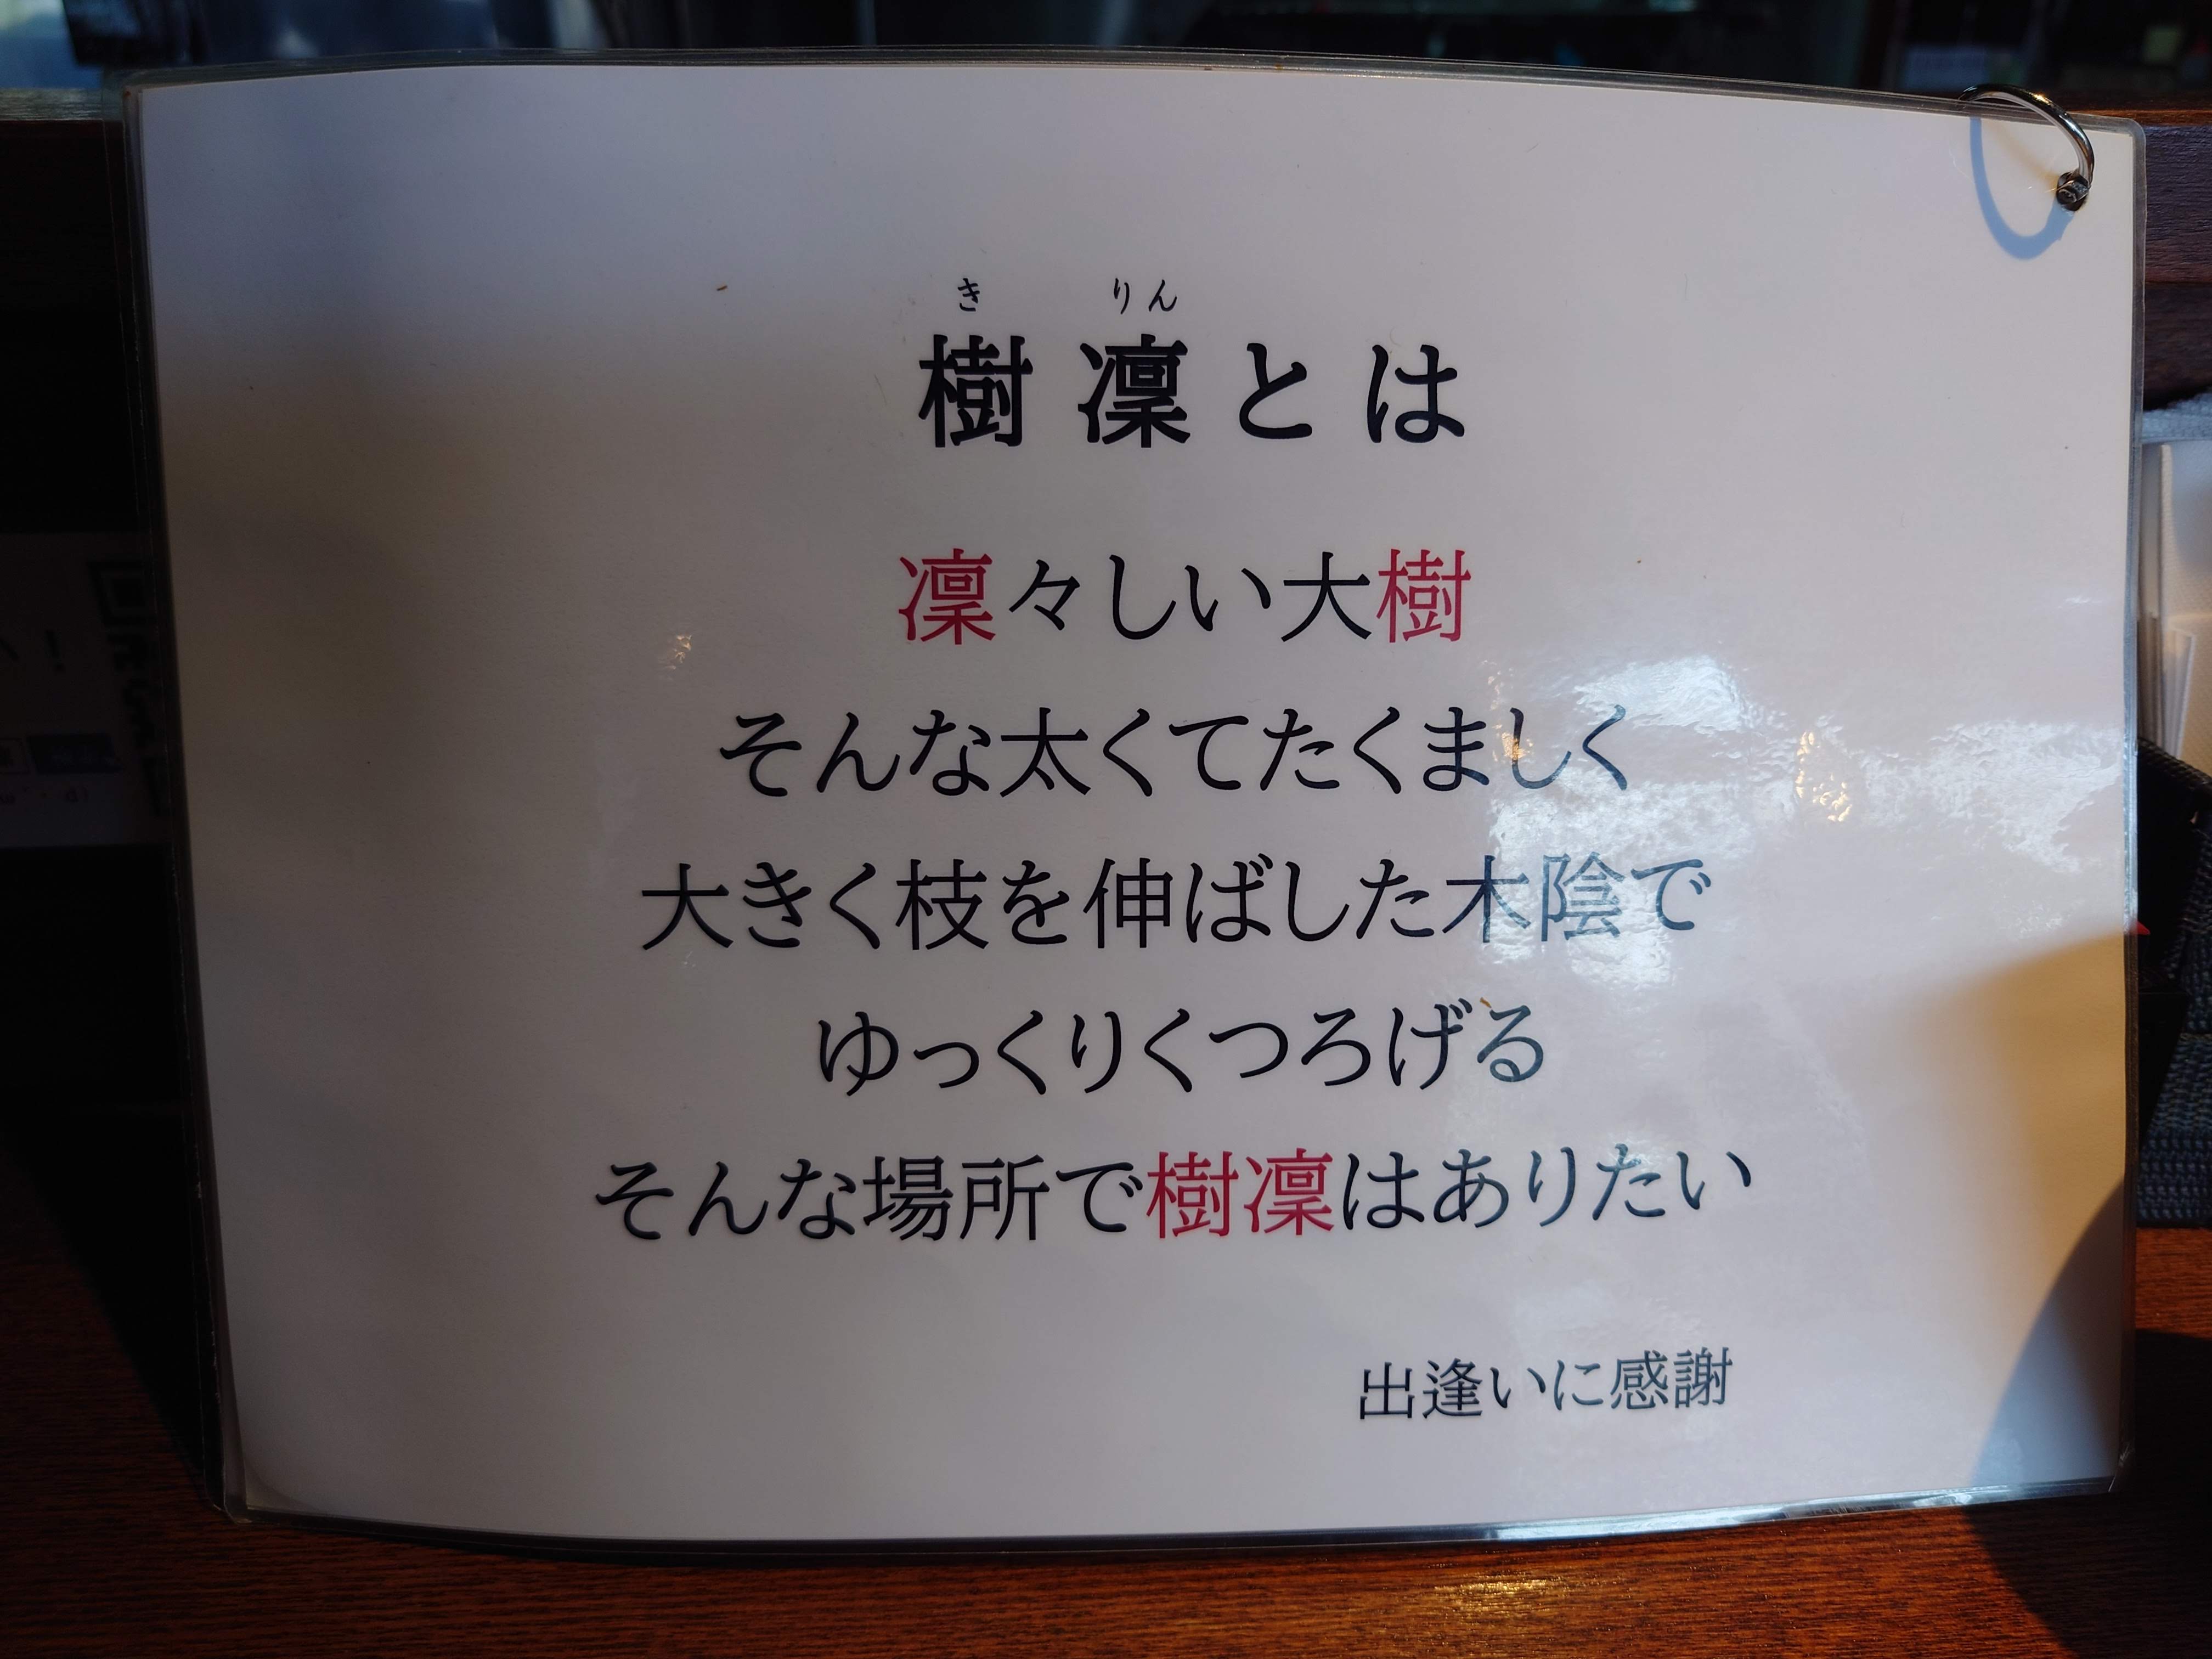 き りん
樹凜とは
凜々しい大樹
そんな太くてたくましく
大きく枝を伸ばした木陰で
ゆっくりくつろげる
そんな場所で樹凜はありたい
出逢いに感謝